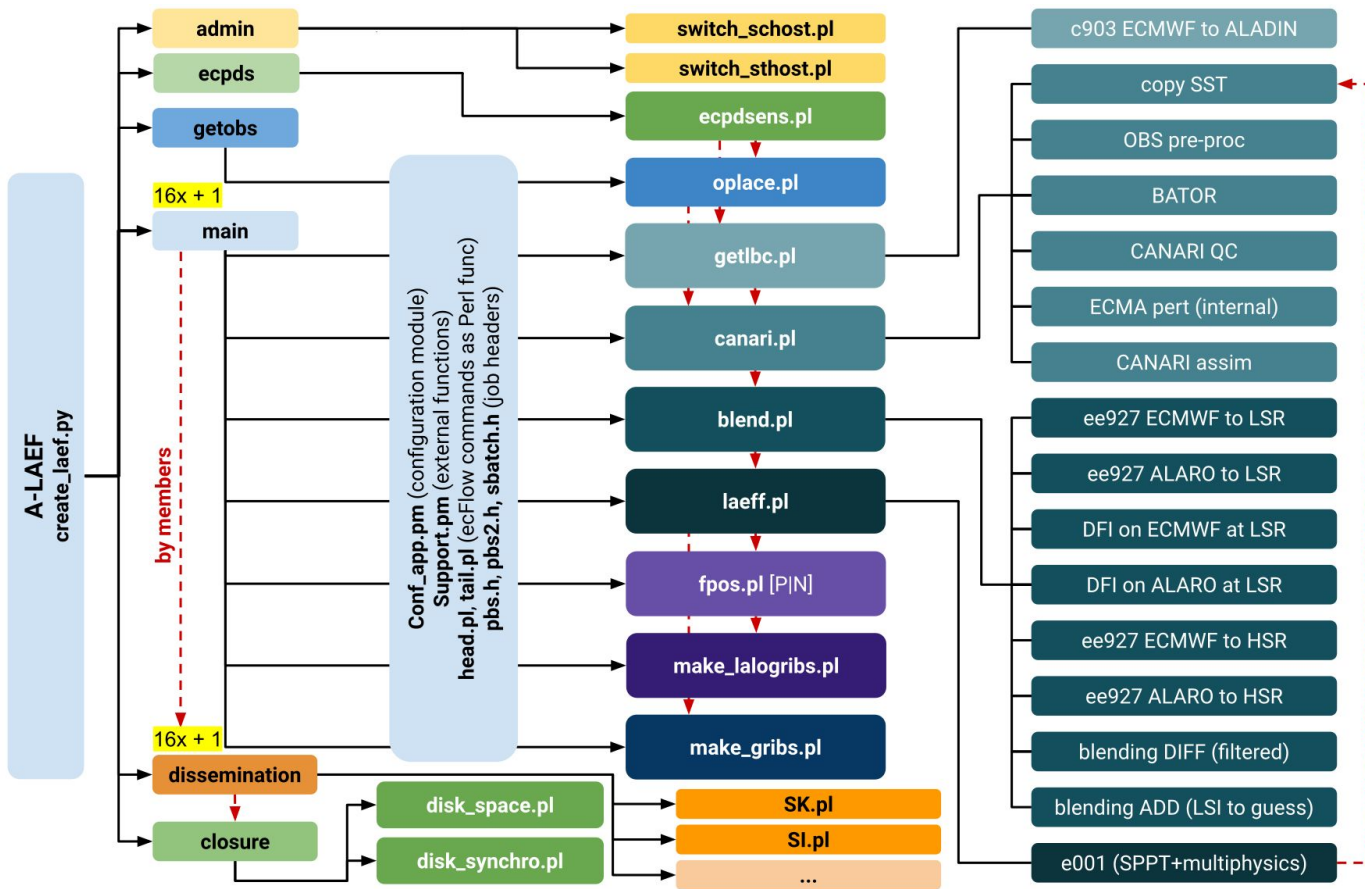 A-LAEF
create_laef.py
admin
ecpds
getobs
16x + 1
main
by members
16x + 1
dissemination
closure
Conf_app.pm (configuration module)
Support.pm (external functions)
head.pl, tail.pl (ecFlow commands as Perl func)
pbs.h, pbs2.h, sbatch.h (job headers)
disk_space.pl
disk_synchro.pl
switch_schost.pl
switch_sthost.pl
ecpdsens.pl
oplace.pl
getlbc.pl
canari.pl
blend.pl
laeff.pl
fpos.pl [P|N]
make_lalogribs.pl
make_gribs.pl
SK.pl
SI.pl
...
c903 ECMWF to ALADIN
copy SST
OBS pre-proc
BATOR
CANARI QC
ECMA pert (internal)
CANARI assim
ee927 ECMWF to LSR
ee927 ALARO to LSR
DFI on ECMWF at LSR
DFI on ALARO at LSR
ee927 ECMWF to HSR
ee927 ALARO to HSR
blending DIFF (filtered)
blending ADD (LSI to guess)
e001 (SPPT+multiphysics)